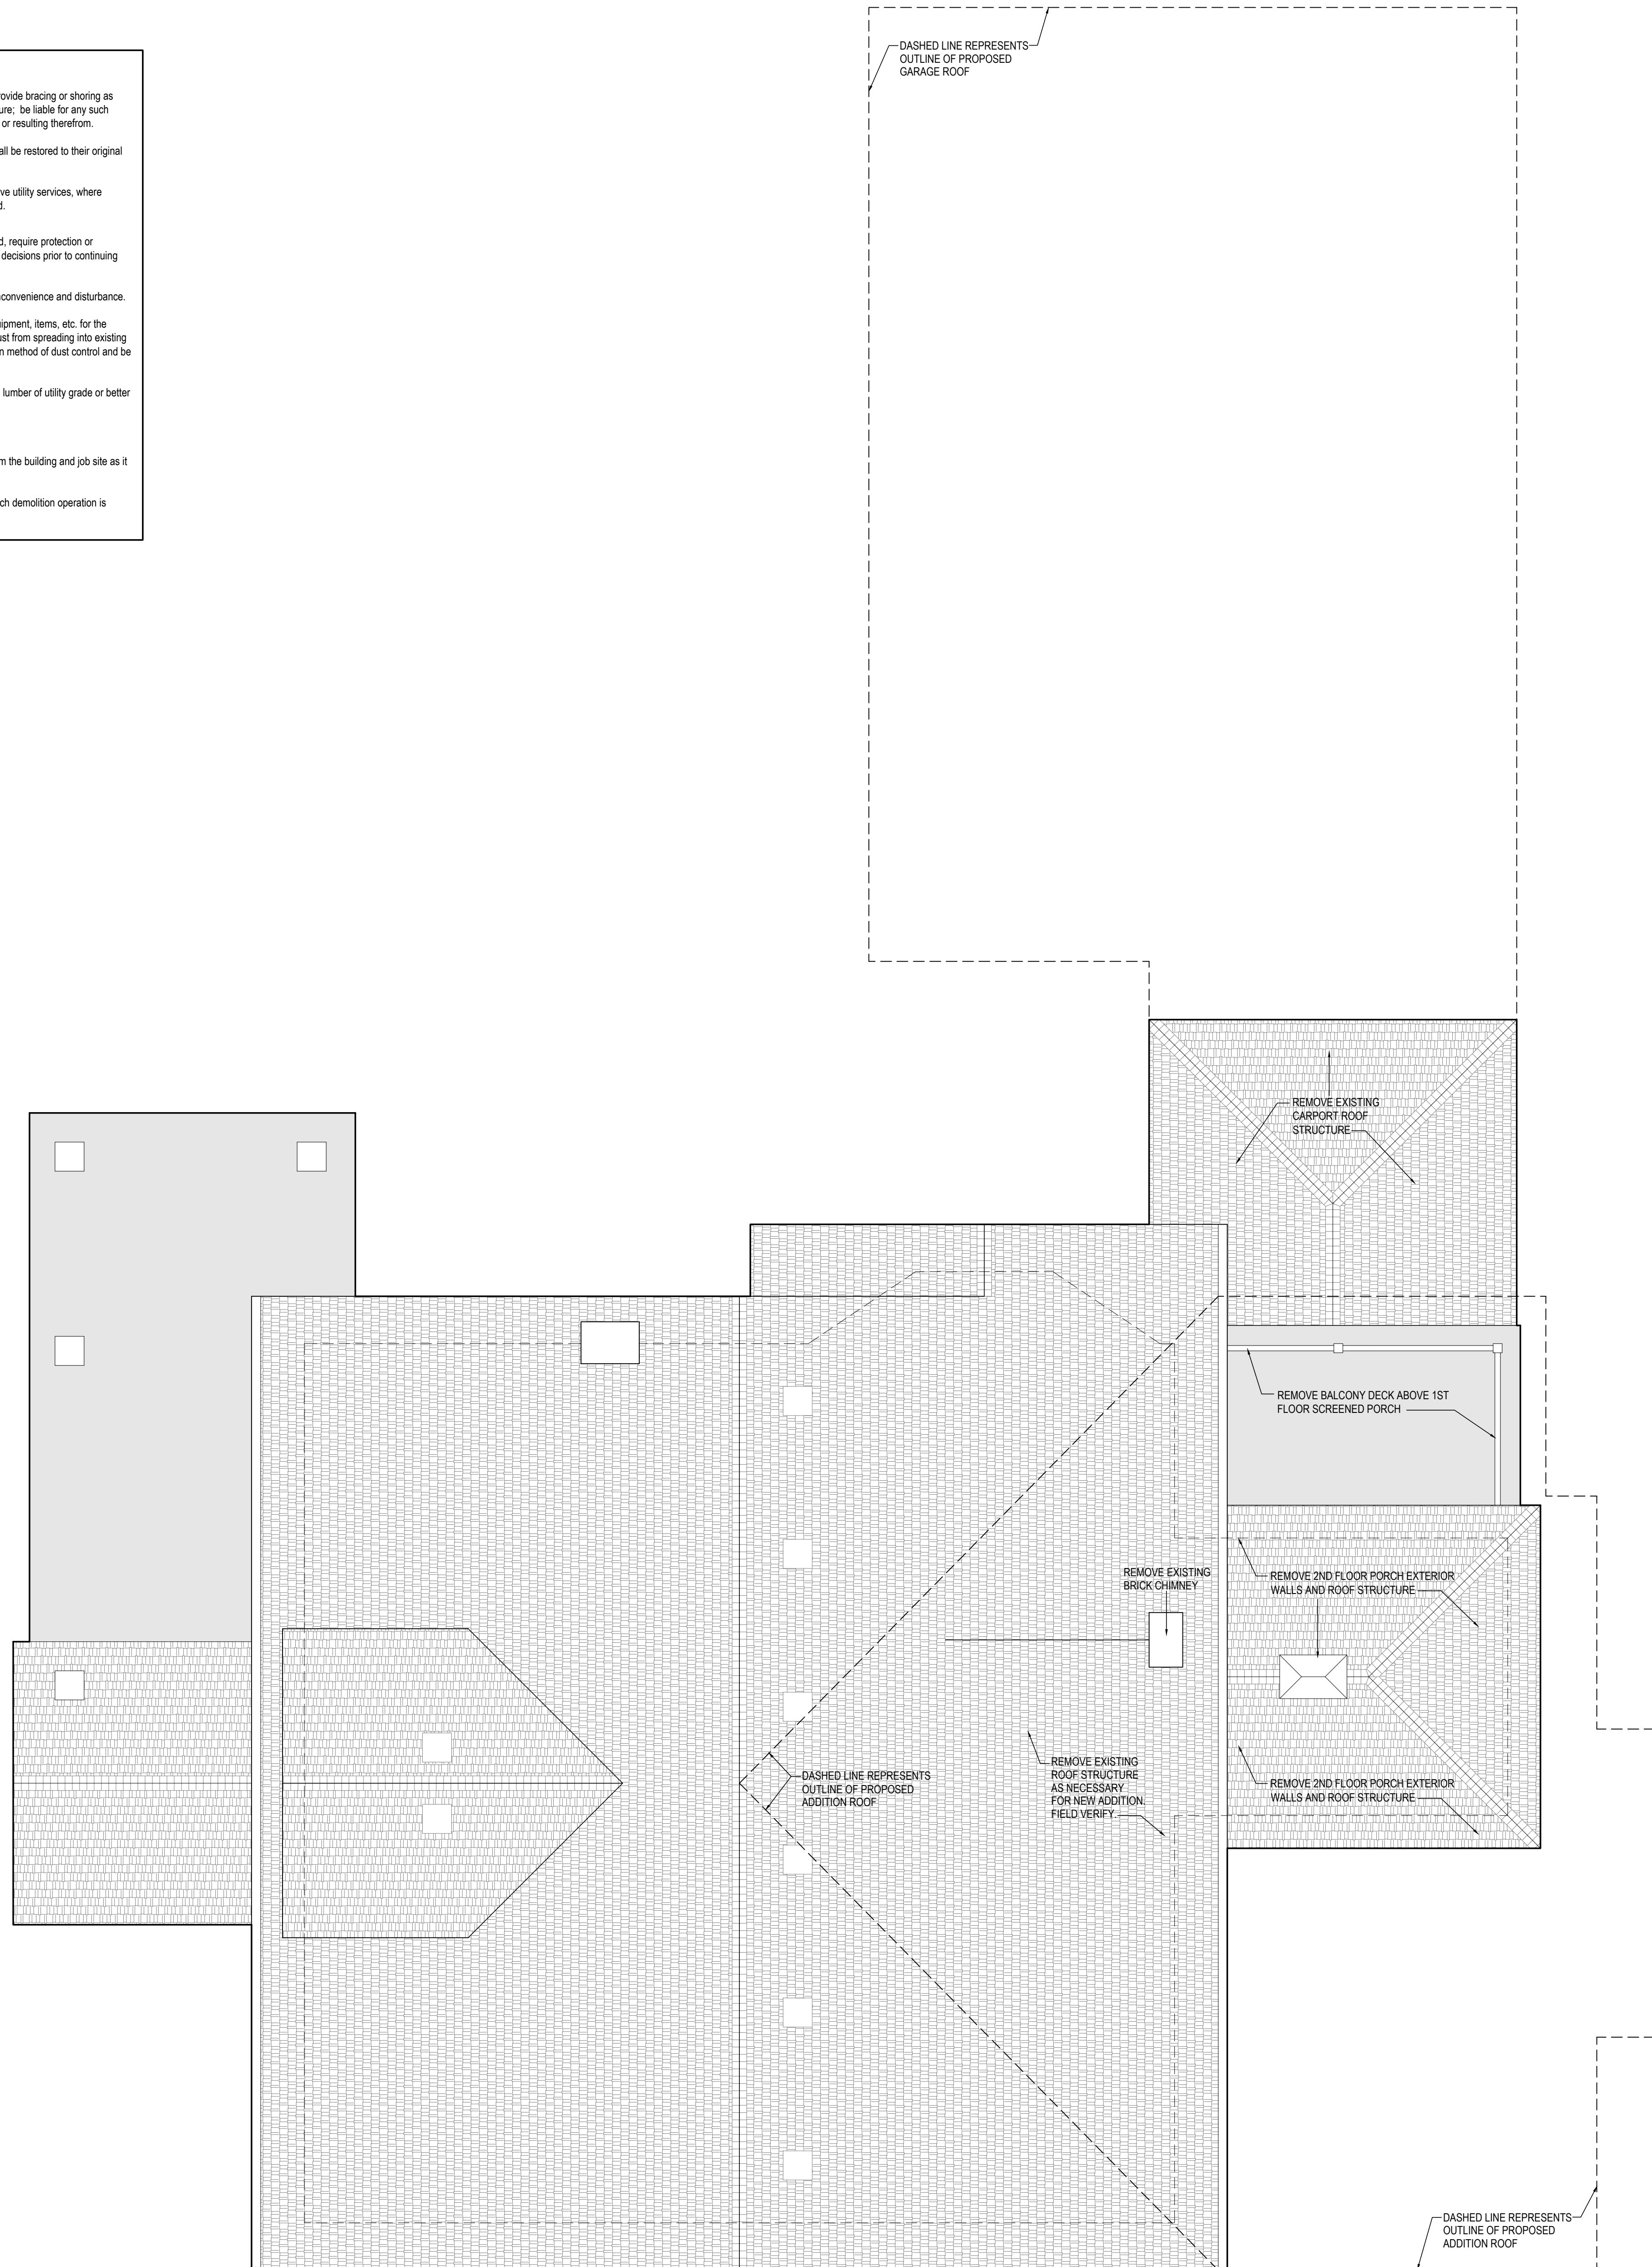 ovide bracing or shoring as
ure; be liable for any such
or resulting therefrom.
all be restored to their original
ve utility services, where
d.
d, require protection or
decisions prior to continuing
nconvenience and disturbance.
uipment, items, etc. for the
ust from spreading into existing
n method of dust control and be
lumber of utility grade or better
m the building and job site as it
ch demolition operation is
DASHED LINE REPRESENTS
OUTLINE OF PROPOSED
GARAGE ROOF
REMOVE EXISTING
CARPORT ROOF
STRUCTURE
REMOVE BALCONY DECK ABOVE 1ST
FLOOR SCREENED PORCH
REMOVE EXISTING
BRICK CHIMNEY
REMOVE 2ND FLOOR PORCH EXTERIOR
WALLS AND ROOF STRUCTURE
DASHED LINE REPRESENTS
OUTLINE OF PROPOSED
ADDITION ROOF
REMOVE EXISTING
ROOF STRUCTURE
AS NECESSARY
FOR NEW ADDITION.
FIELD VERIFY.
REMOVE 2ND FLOOR PORCH EXTERIOR
WALLS AND ROOF STRUCTURE
DASHED LINE REPRESENTS
OUTLINE OF PROPOSED
ADDITION ROOF